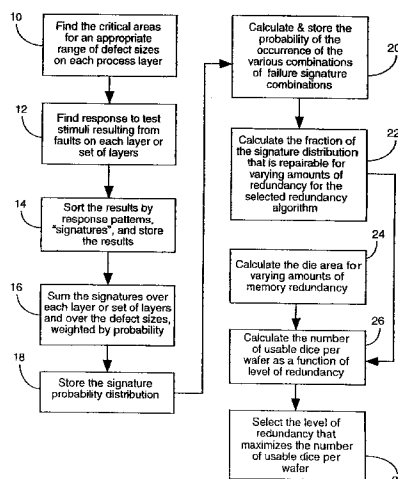 10
Find the critical areas
for an appropriate
range of defect sizes
on each process layer
12
Find response to test
stimuli resulting from
faults on each layer or
set of layers
14
Sort the results by
response patterns,
"signatures", and store
the results
16
Sum the signatures over
each layer or set of layers
and over the defect sizes,
weighted by probability
18
Store the signature
probability distribution
Calculate & store the
probability of the
occurrence of the
various combinations
of failure signature
combinations
20
Calculate the fraction of
the signature distribution
that is repairable for
varying amounts of
redundancy for the
selected redundancy
algorithm
22
24
Calculate the die area for
varying amounts of
memory redundancy
26
Calculate the number
of usable dice per
wafer as a function of
level of redundancy
Select the level of
redundancy that
maximizes the number
of usable dice per
wafer